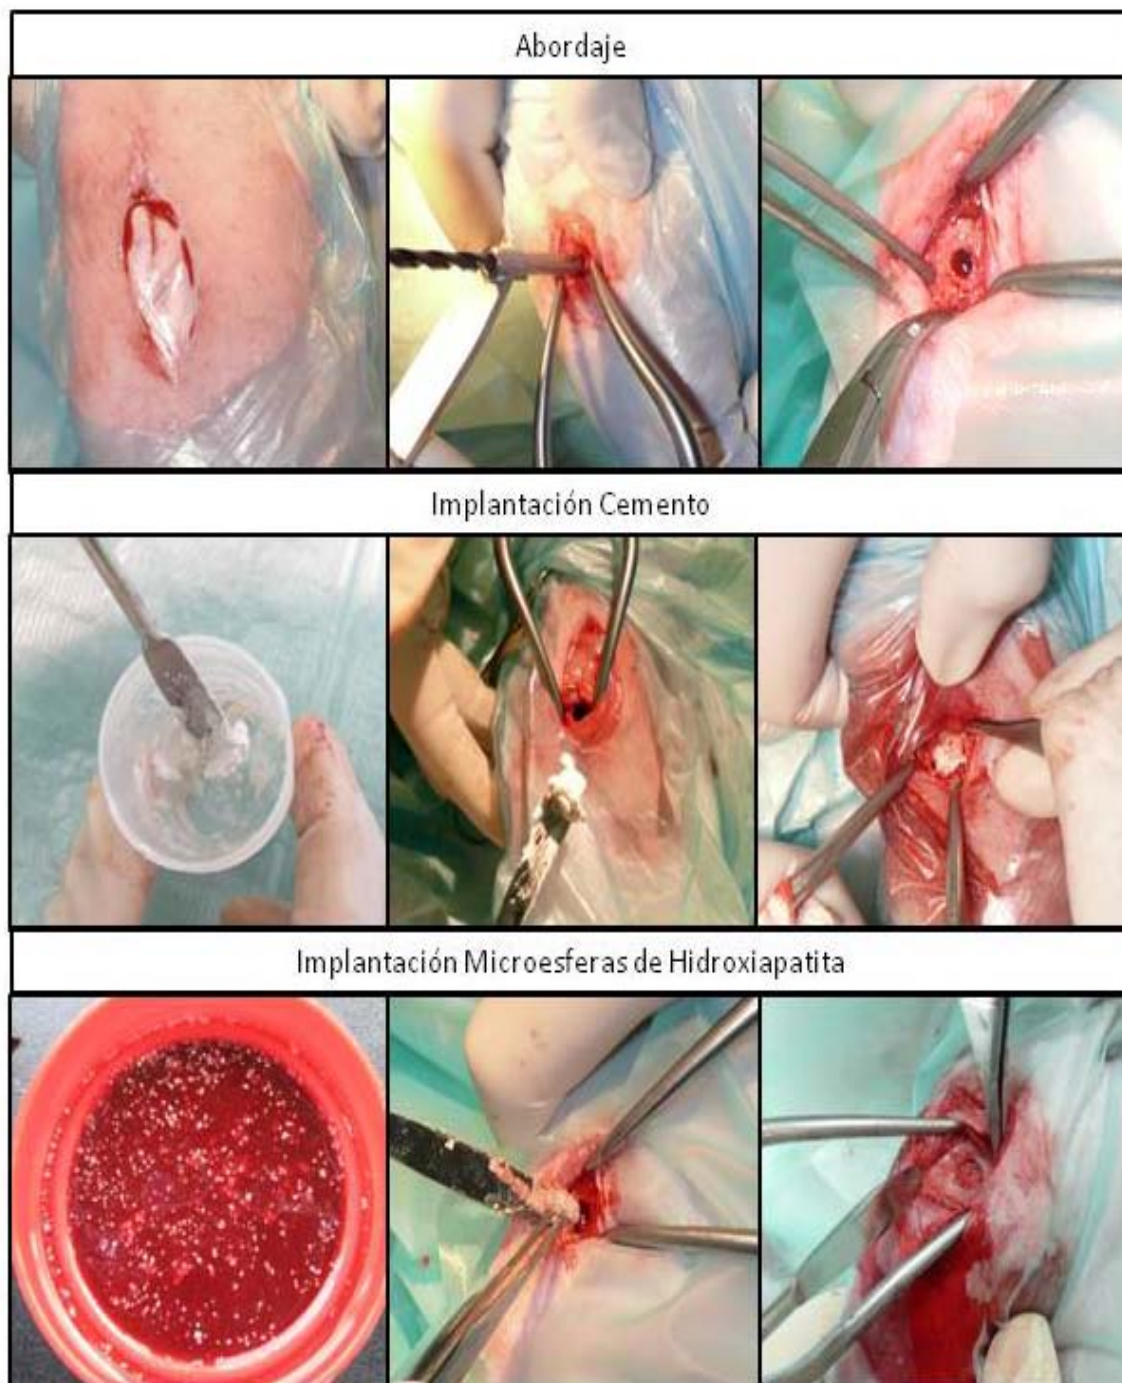 Abordaje
Implantación Cemento
Implantación Microesferas de Hidroxiapatita